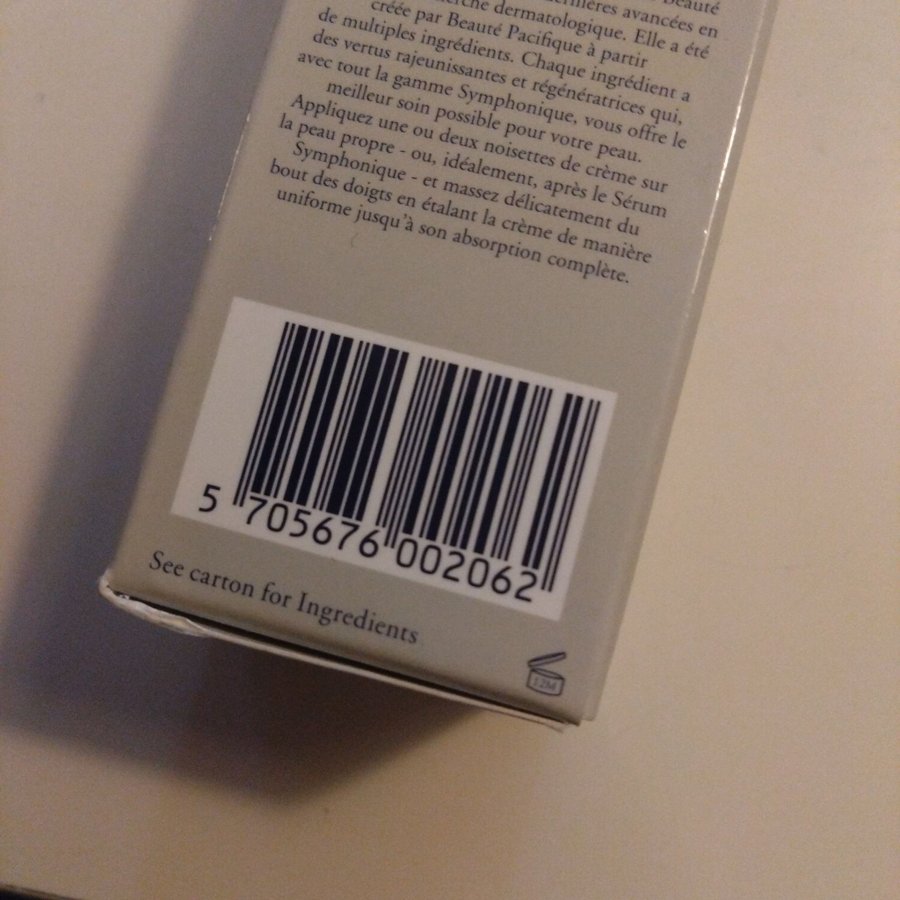 Beauté
dernières avancées en
dermatologique. Elle a été
créée par Beauté Pacifique à partir
de multiples ingrédients. Chaque ingrédient a
des vertus rajeunissantes et régénératrices qui,
avec tout la gamme Symphonique, vous offre le
meilleur soin possible pour votre peau.
Appliquez une ou deux noisettes de crème sur
la peau propre - ou, idéalement, après le Sérum
Symphonique - et massez délicatement du
bout des doigts en étalant la crème de manière
uniforme jusqu'à son absorption complète.
5 705676 002062
See carton for Ingredients
12M